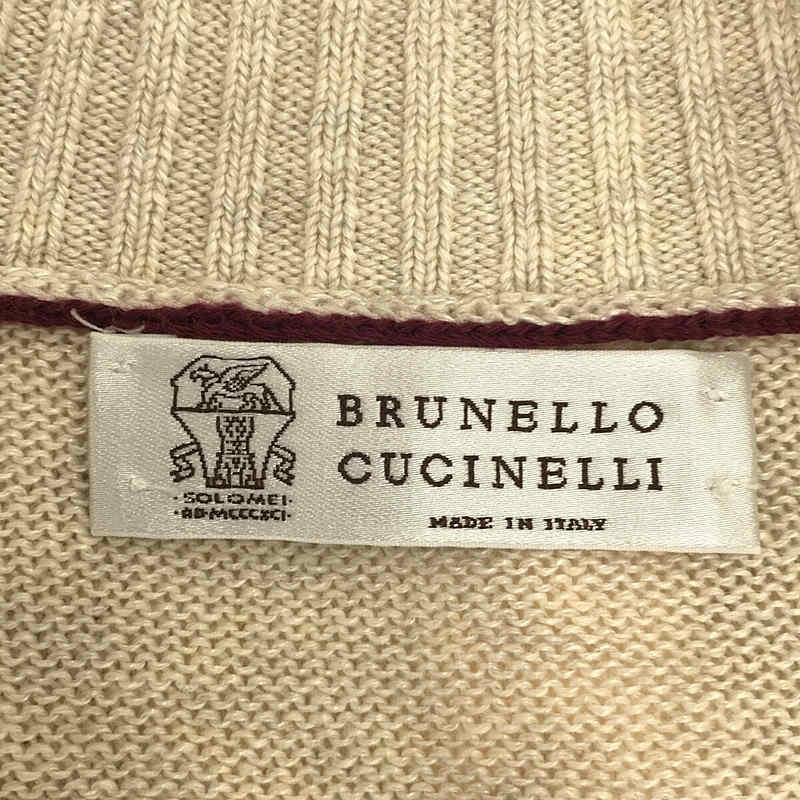 BRUNELLO
CUCINELLI
MADE IN ITALY
·SOLOMEI·
·AD·MCCCXCI·